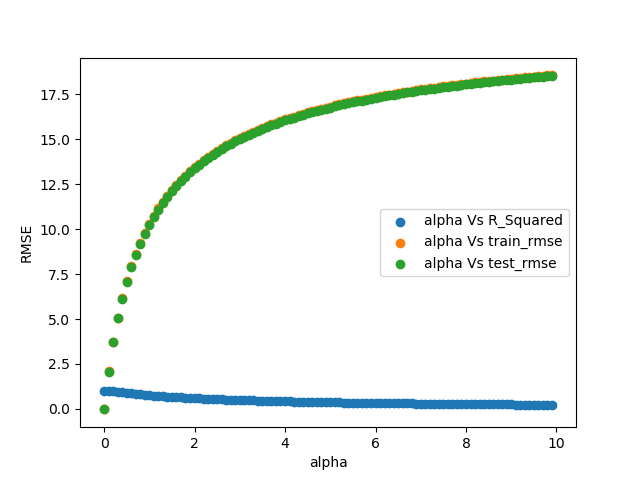 17.5
15.0
12.5
10.0
7.5
5.0
2.5
0.0
RMSE
alpha Vs R_Squared
alpha Vs train_rmse
alpha Vs test_rmse
0 2 4 6 8 10
alpha